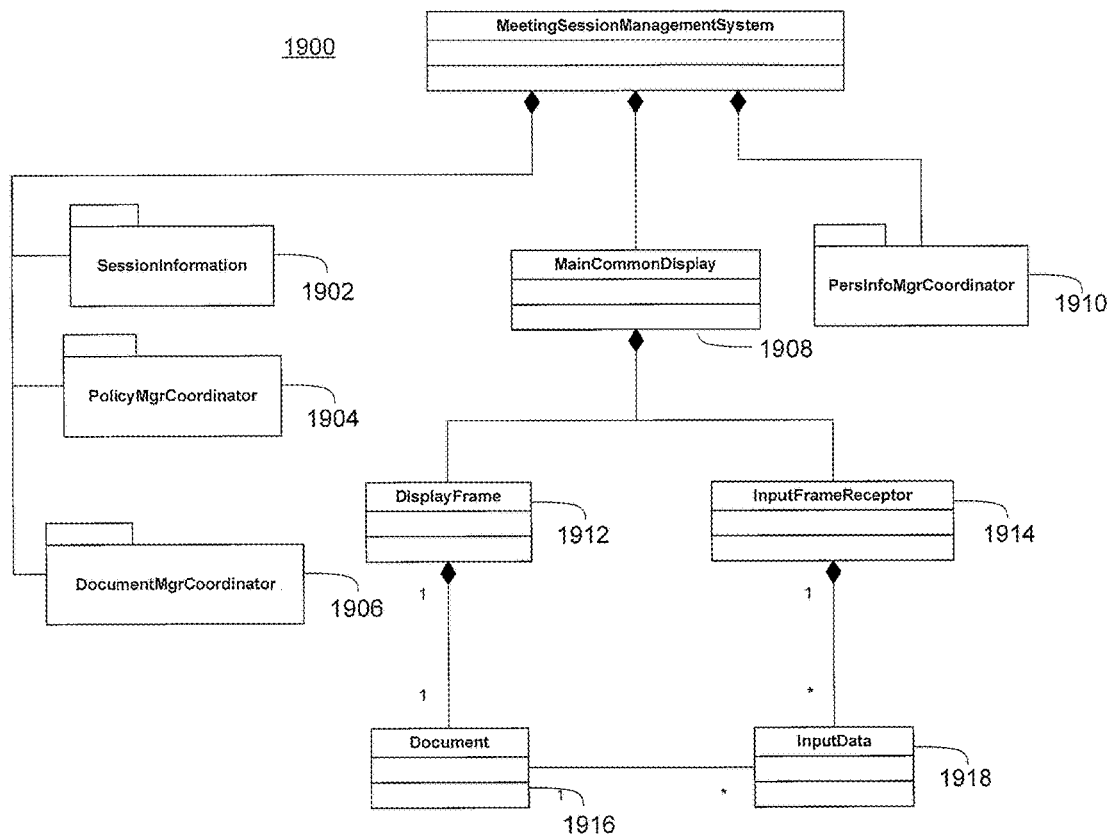 MeetingSessionManagementSystem
1900
SessionInformation
1902
MainCommonDisplay
1908
PersInfoMgrCoordinator
1910
PolicyMgrCoordinator
1904
DisplayFrame
1912
InputFrameReceptor
1914
DocumentMgrCoordinator
1906
1
1
1
*
Document
1916
InputData
1918
1
*